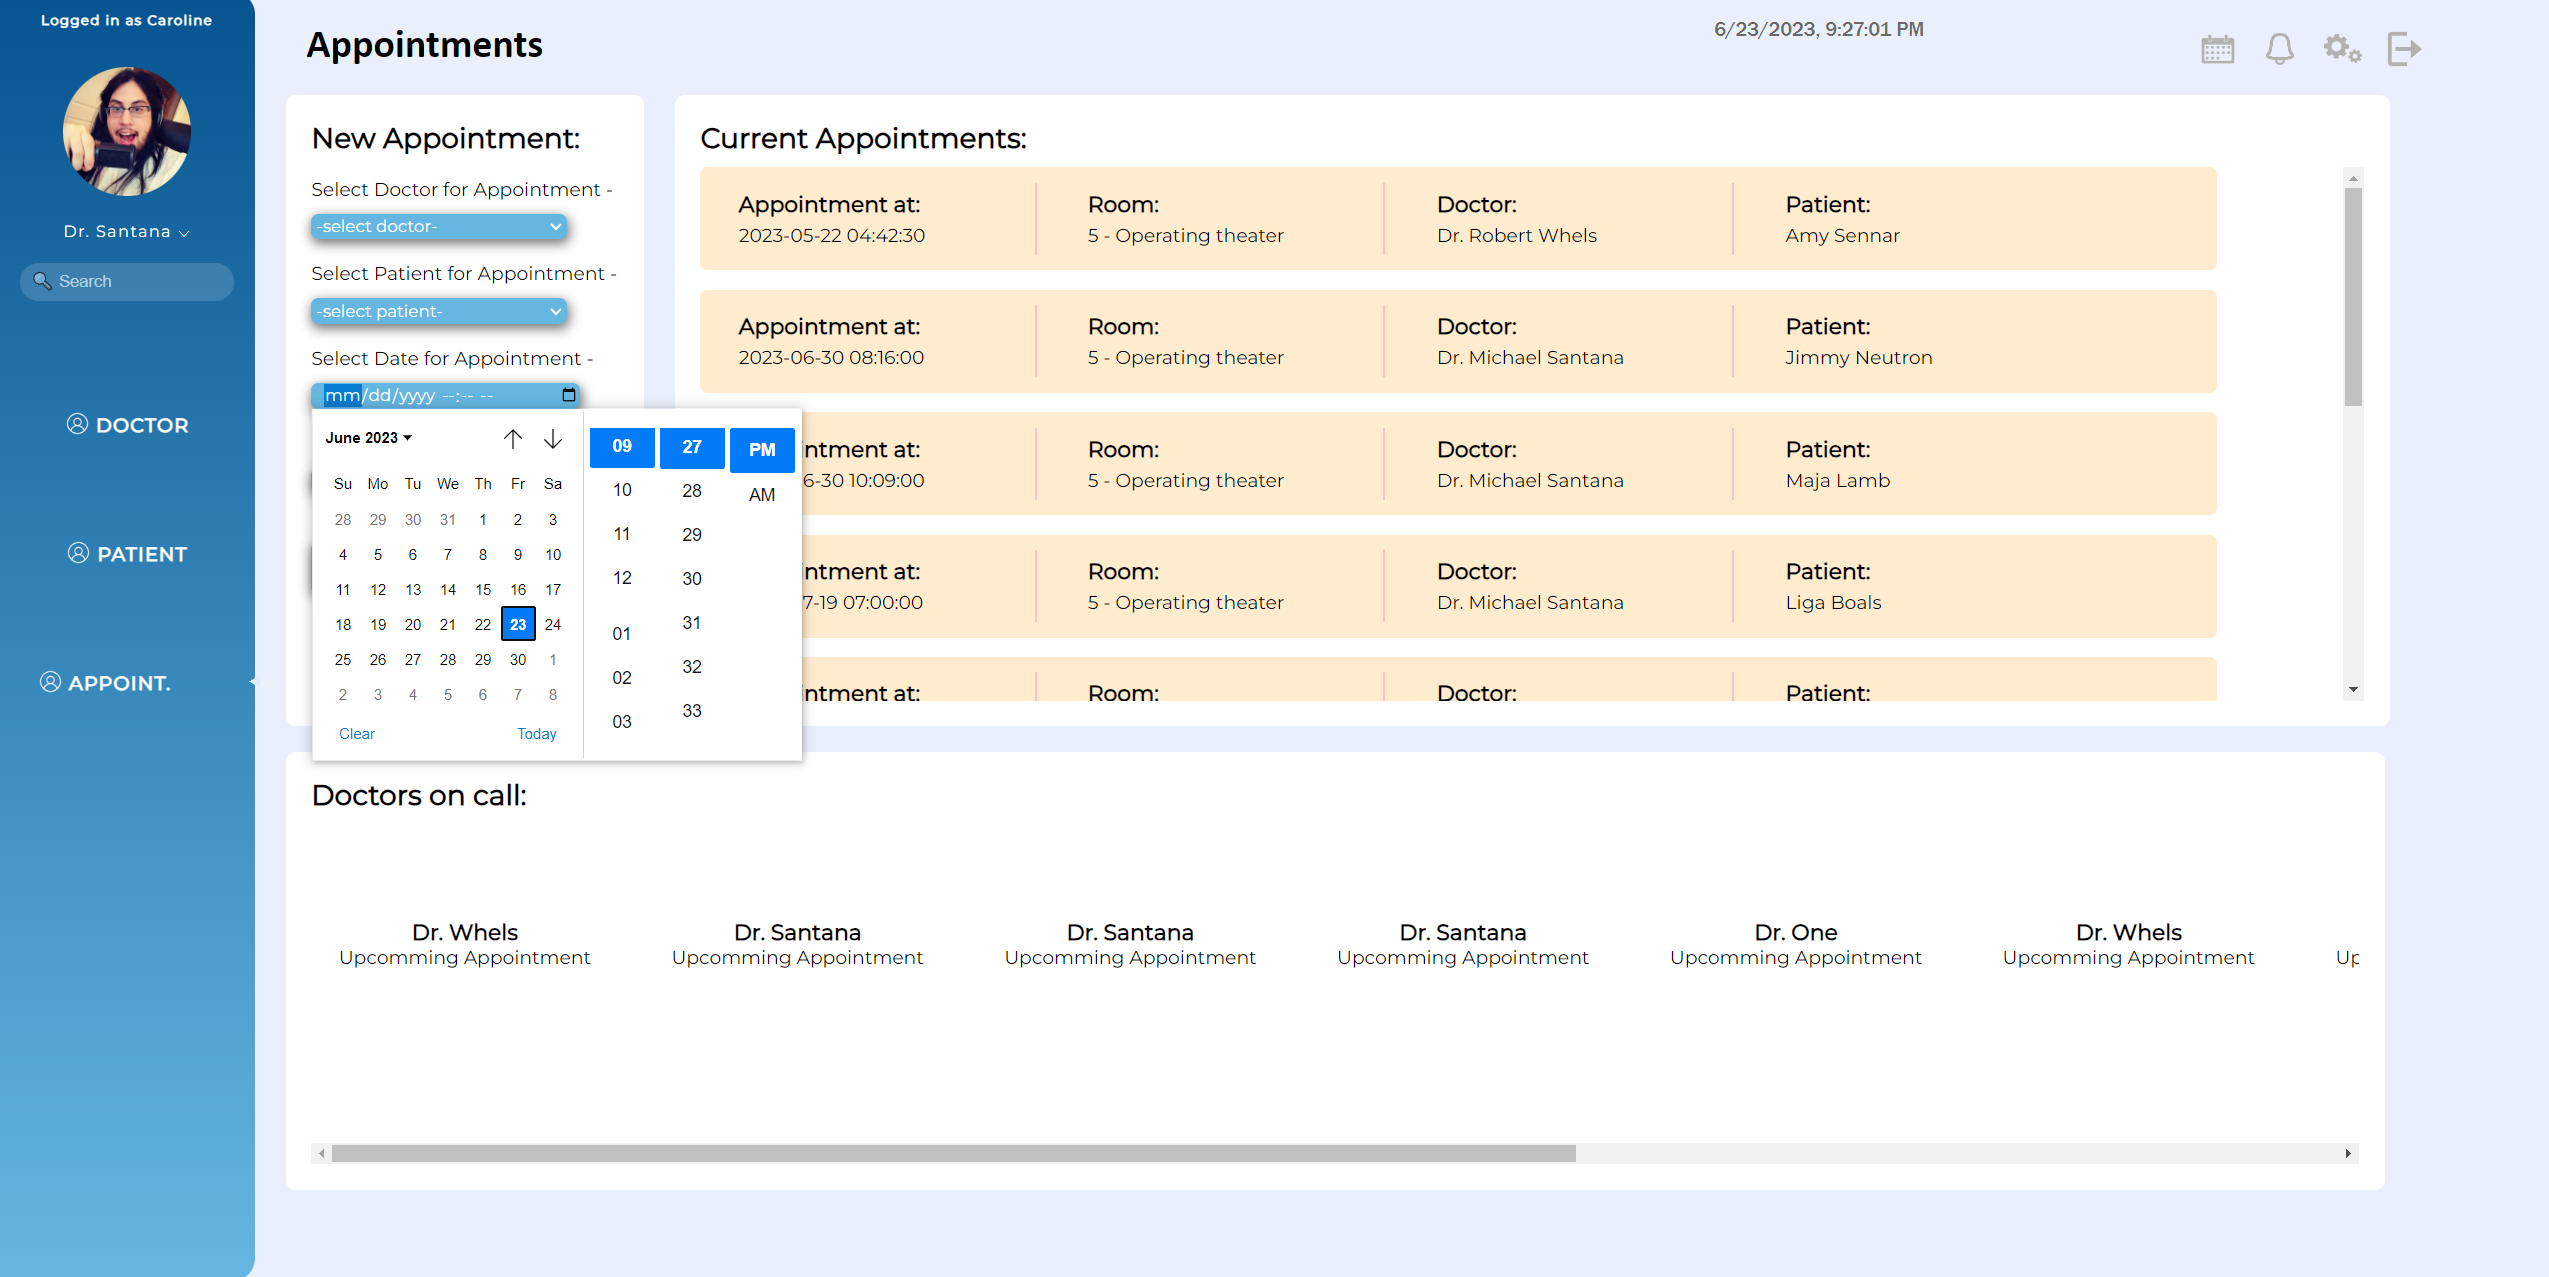 Logged in as Caroline
Dr. Santana
Search
DOCTOR
PATIENT
APPOINT.
Appointments
6/23/2023, 9:27:01 PM
New Appointment:
Select Doctor for Appointment -
-select doctor-
Select Patient for Appointment -
-select patient-
Select Date for Appointment -
mm/dd/yyyy --:-- --
June 2023
Su Mo Tu We Th Fr Sa
28 29 30 31 1 2 3
4 5 6 7 8 9 10
11 12 13 14 15 16 17
18 19 20 21 22 23 24
25 26 27 28 29 30 1
2 3 4 5 6 7 8
Clear Today
09 27 PM
10 28 AM
11 29
12 30
01 31
02 32
03 33
Current Appointments:
Appointment at: Room: Doctor: Patient:
2023-05-22 04:42:30 5 - Operating theater Dr. Robert Whels Amy Sennar
Appointment at: Room: Doctor: Patient:
2023-06-30 08:16:00 5 - Operating theater Dr. Michael Santana Jimmy Neutron
ntment at: Room: Doctor: Patient:
6-30 10:09:00 5 - Operating theater Dr. Michael Santana Maja Lamb
ntment at: Room: Doctor: Patient:
7-19 07:00:00 5 - Operating theater Dr. Michael Santana Liga Boals
ntment at: Room: Doctor: Patient:
Doctors on call:
Dr. Whels Dr. Santana Dr. Santana Dr. Santana Dr. One Dr. Whels
Upcomming Appointment Upcomming Appointment Upcomming Appointment Upcomming Appointment Upcomming Appointment Upcomming Appointment Up